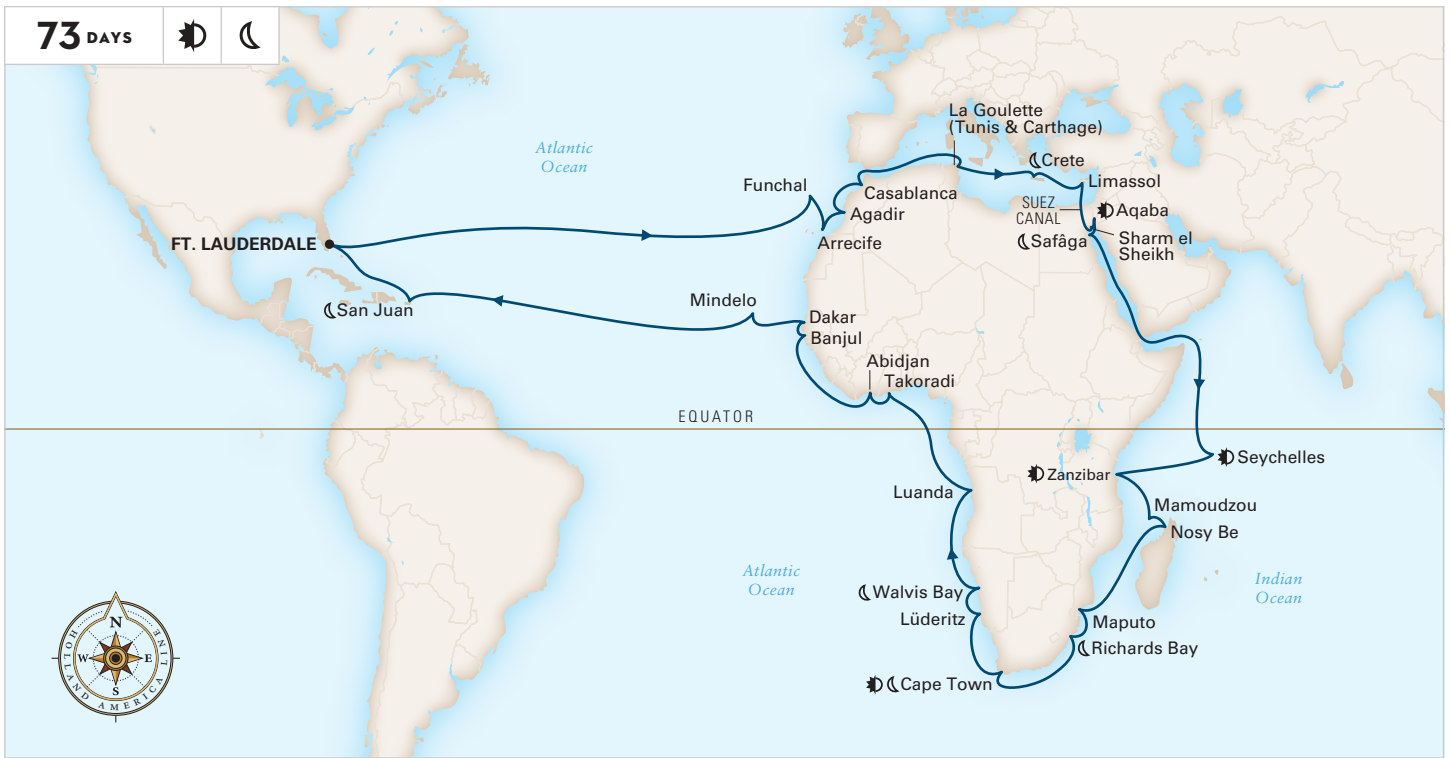 73 DAYS
Atlantic
Ocean
La Goulette
(Tunis & Carthage)
Crete
Limassol
Funchal
Casablanca
Agadir
SUEZ
CANAL
Aqaba
FT. LAUDERDALE
Arrecife
Safâga
Sharm el
Sheikh
San Juan
Mindelo
Dakar
Banjul
Abidjan
Takoradi
EQUATOR
Seychelles
Zanzibar
Luanda
Mamoudzou
Nosy Be
Atlantic
Ocean
Indian
Ocean
Walvis Bay
Lüderitz
Maputo
Richards Bay
Cape Town
N
W
E
S
HOLLAND AMERICA LINE